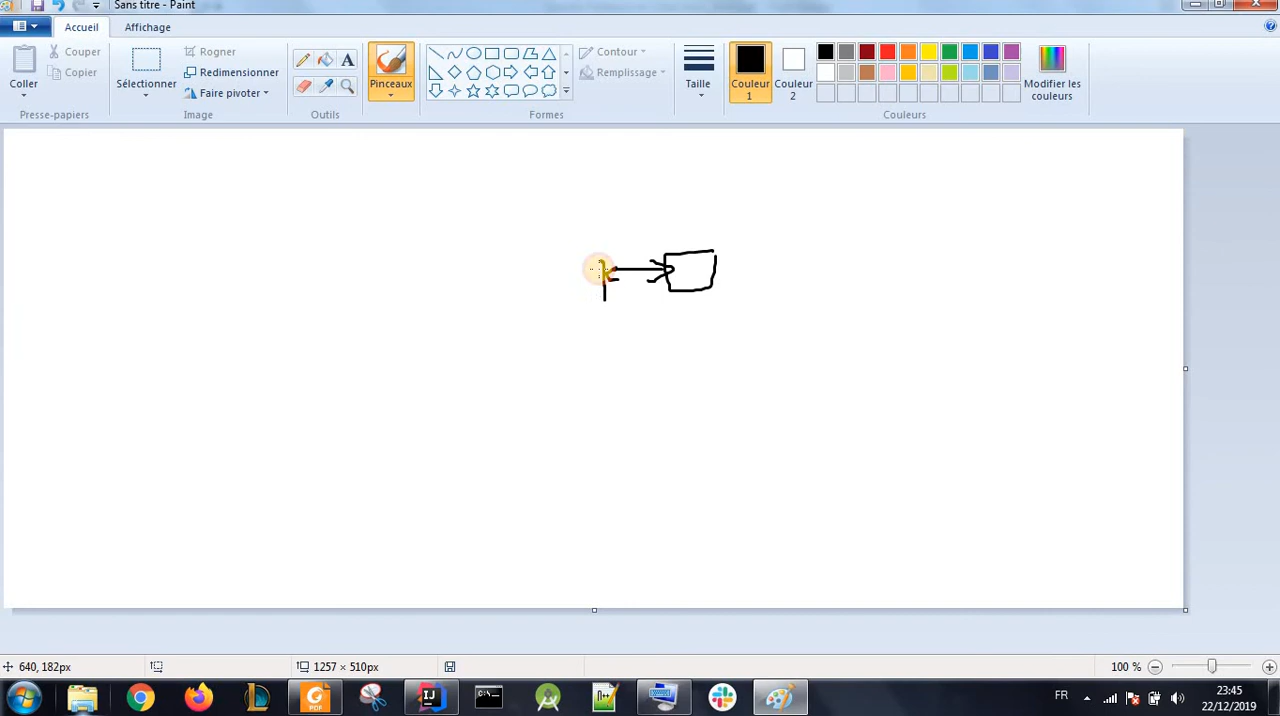 Sans titre - Paint
Accueil Affichage
Coller
Couper
Copier
Presse-papiers
Sélectionner
Rogner
Redimensionner
Faire pivoter
Image
A
Outils
Pinceaux
Contour
Remplissage
Formes
Taille
Couleur 1
Couleur 2
Modifier les couleurs
Couleurs
640, 182px
1257 × 510px
100 %
PDF
FR
23:45
22/12/2019